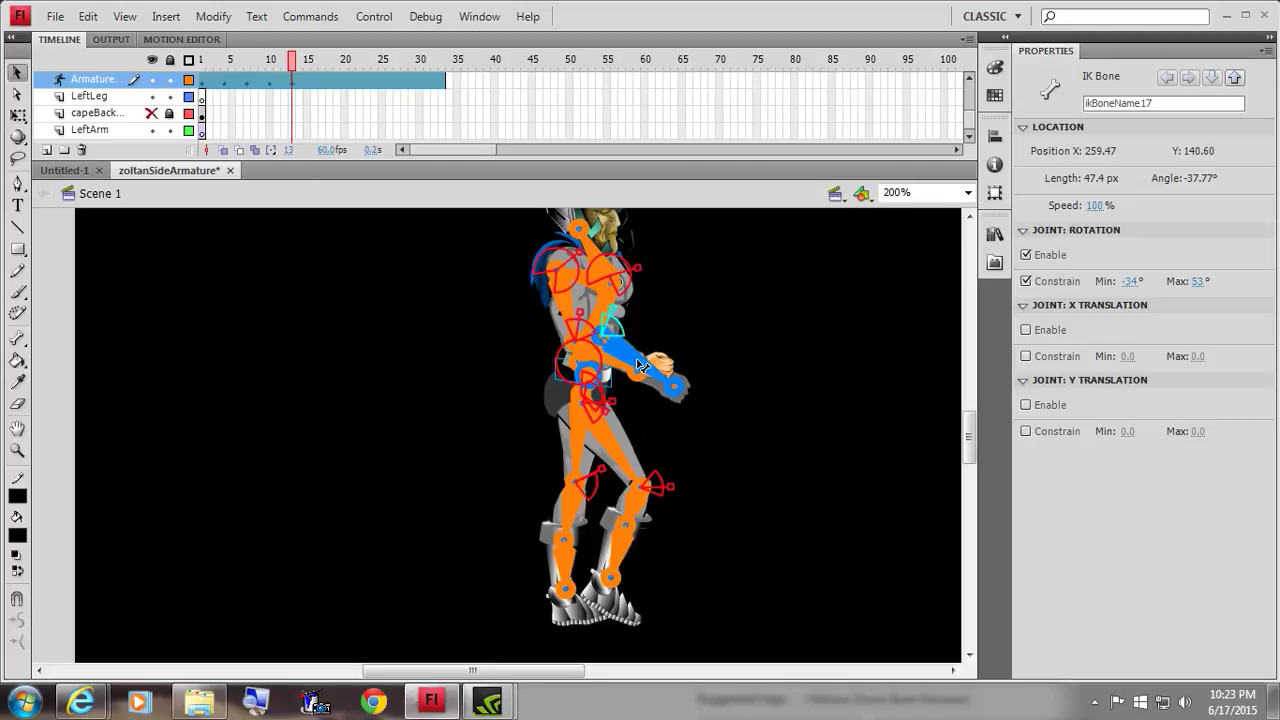 Fl File Edit View Insert Modify Text Commands Control Debug Window Help CLASSIC
TIMELINE OUTPUT MOTION EDITOR
1 5 10 15 20 25 30 35 40 45 50 55 60 65 70 75 80 85 90 95 100
Armature...
LeftLeg
capeBack...
LeftArm
13 60.0fps 0.2s
Untitled-1 zoltanSideArmature*
Scene 1 200%
PROPERTIES
IK Bone
ikBoneName17
LOCATION
Position X: 259.47 Y: 140.60
Length: 47.4 px Angle: -37.77°
Speed: 100 %
JOINT: ROTATION
Enable
Constrain Min: -34° Max: 53°
JOINT: X TRANSLATION
Enable
Constrain Min: 0.0 Max: 0.0
JOINT: Y TRANSLATION
Enable
Constrain Min: 0.0 Max: 0.0
Fl
10:23 PM
6/17/2015